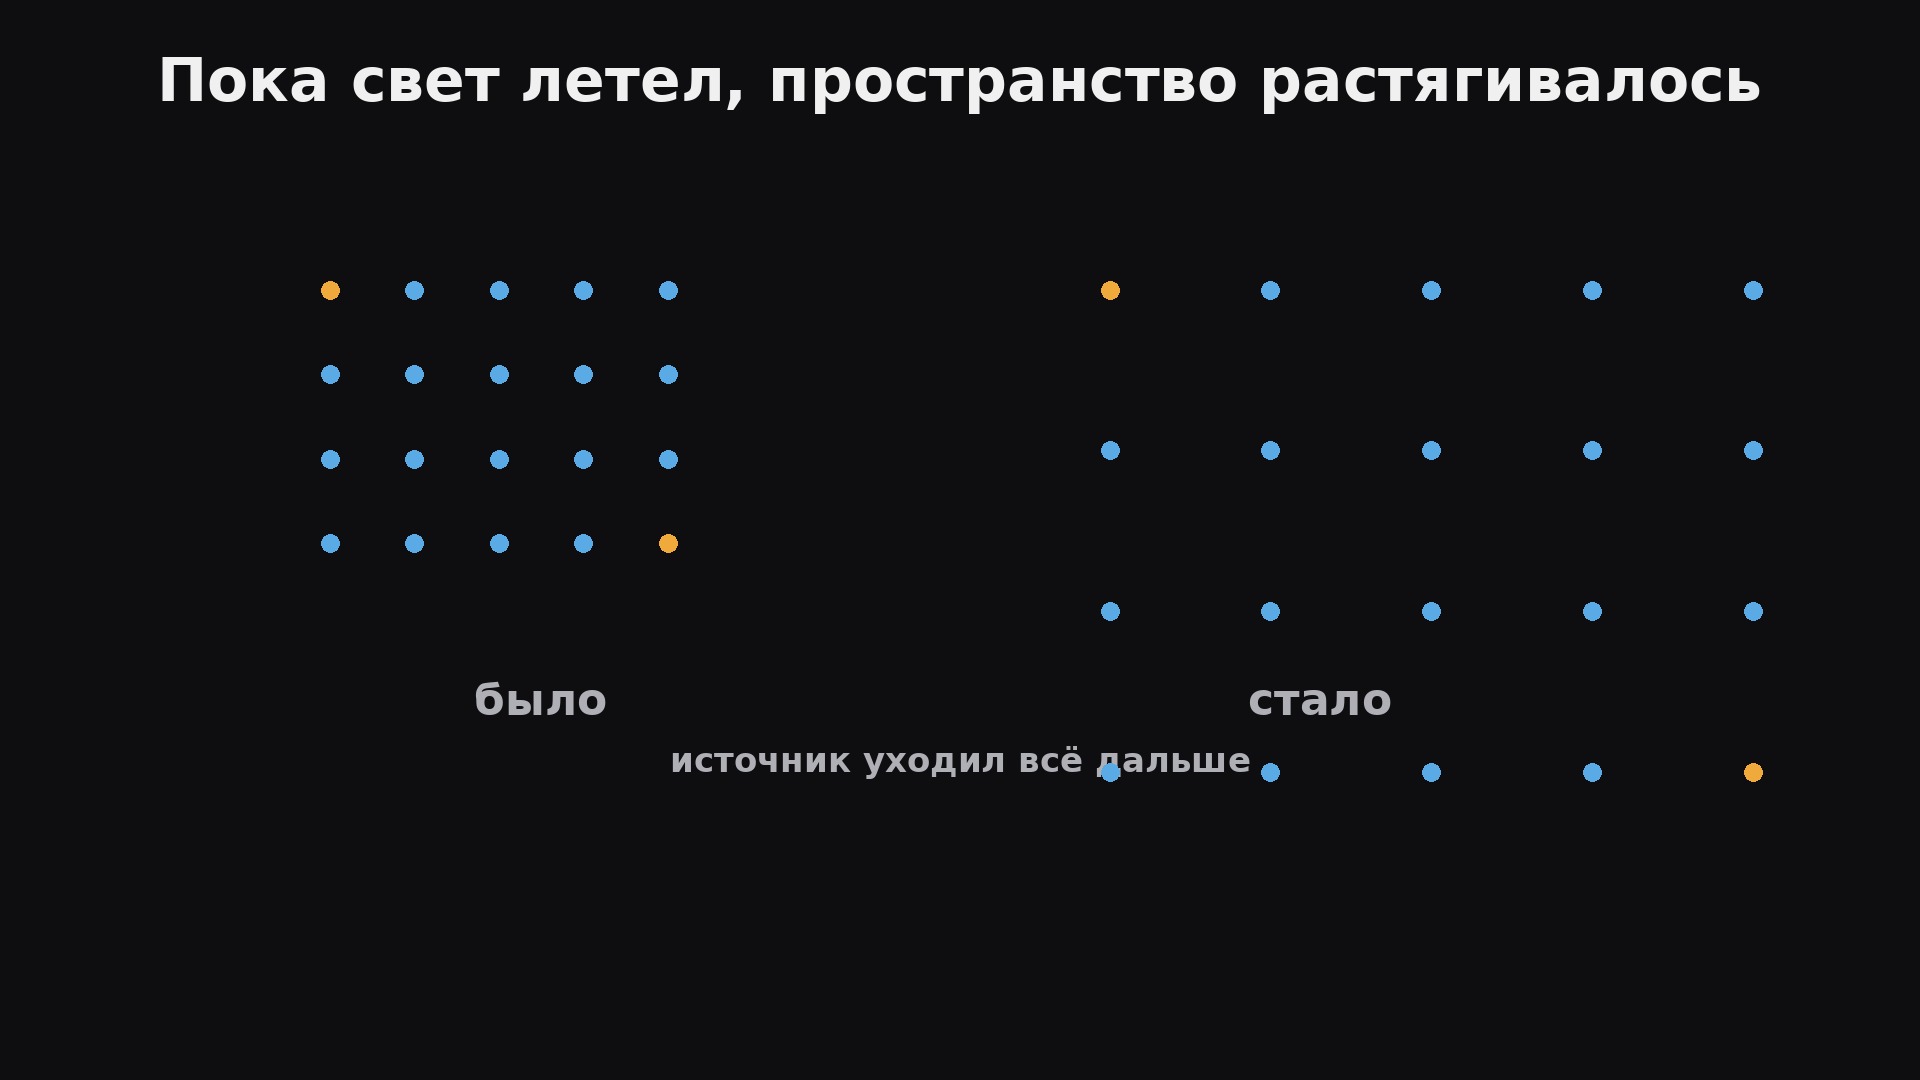 Пока свет летел, пространство растягивалось
было
стало
источник уходил всё дальше